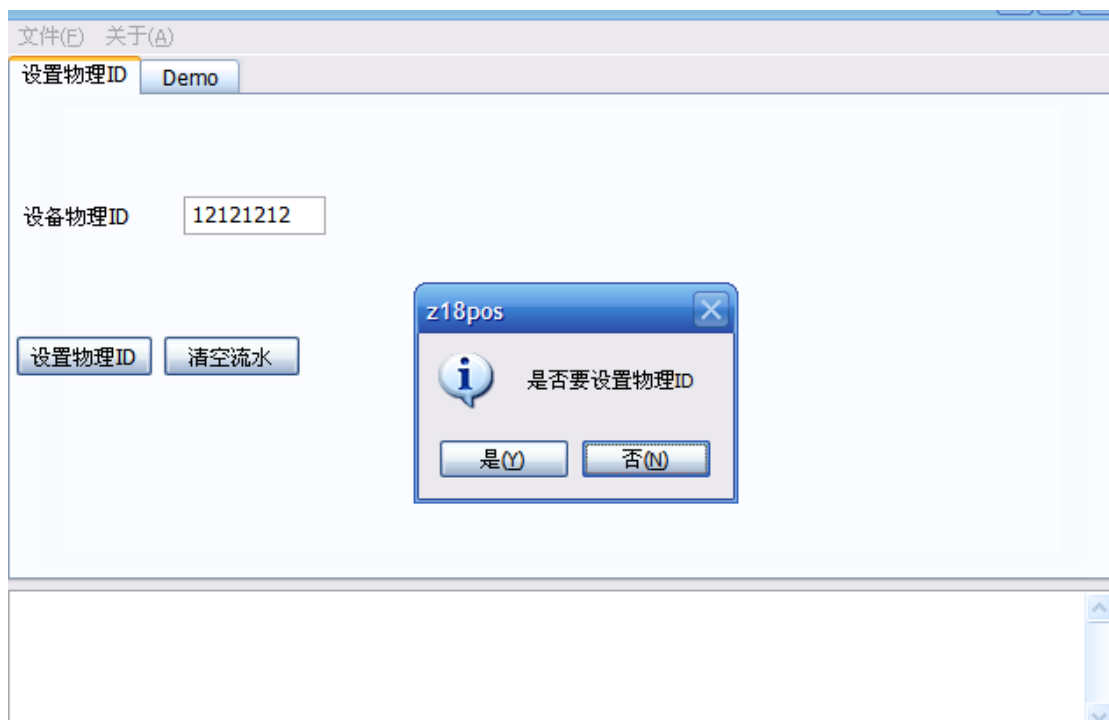 文件(F) 关于(A)
设置物理ID Demo
设备物理ID 12121212
设置物理ID 清空流水
z18pos
是否要设置物理ID
是(Y) 否(N)